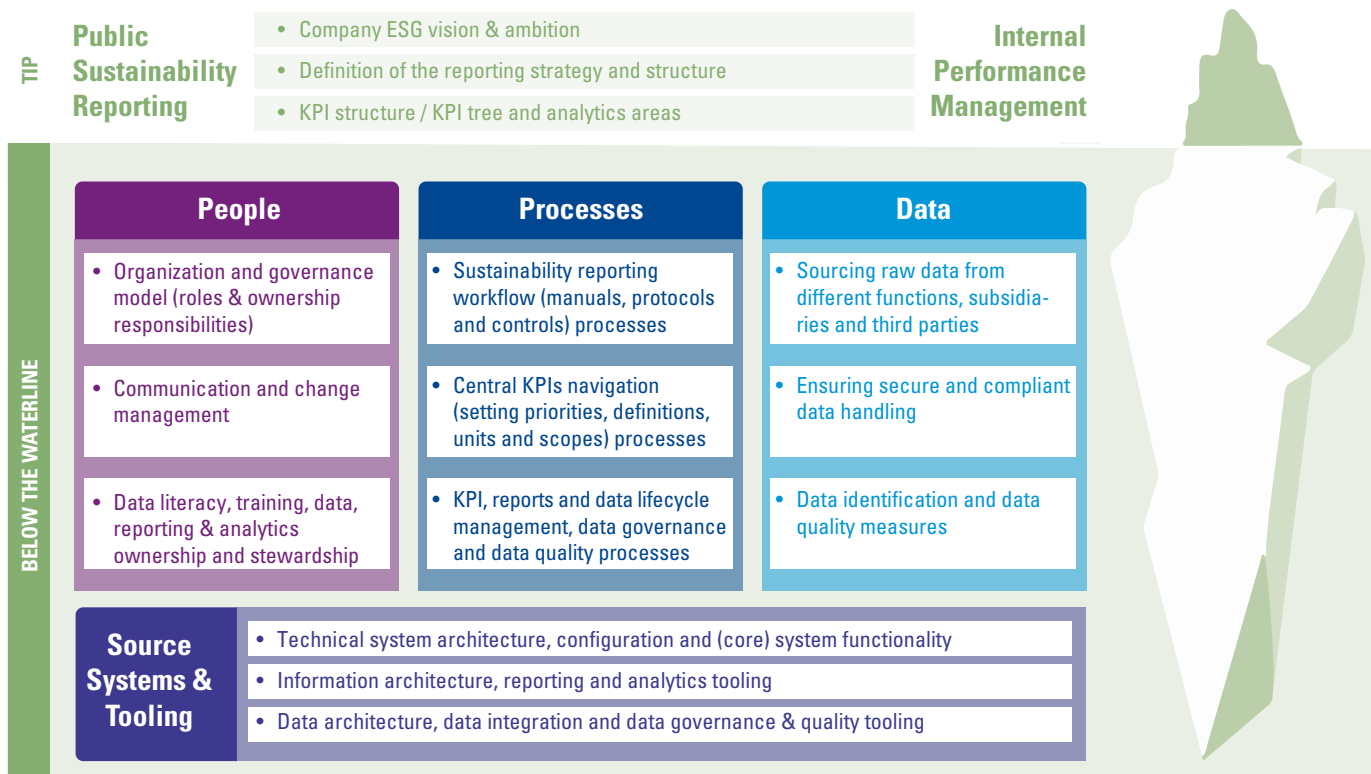 TIP
Public
Sustainability
Reporting
• Company ESG vision & ambition
• Definition of the reporting strategy and structure
• KPI structure / KPI tree and analytics areas
Internal
Performance
Management
BELOW THE WATERLINE
People
• Organization and governance
model (roles & ownership
responsibilities)
• Communication and change
management
• Data literacy, training, data,
reporting & analytics
ownership and stewardship
Processes
• Sustainability reporting
workflow (manuals, protocols
and controls) processes
• Central KPIs navigation
(setting priorities, definitions,
units and scopes) processes
• KPI, reports and data lifecycle
management, data governance
and data quality processes
Data
• Sourcing raw data from
different functions, subsidia-
ries and third parties
• Ensuring secure and compliant
data handling
• Data identification and data
quality measures
Source
Systems &
Tooling
• Technical system architecture, configuration and (core) system functionality
• Information architecture, reporting and analytics tooling
• Data architecture, data integration and data governance & quality tooling